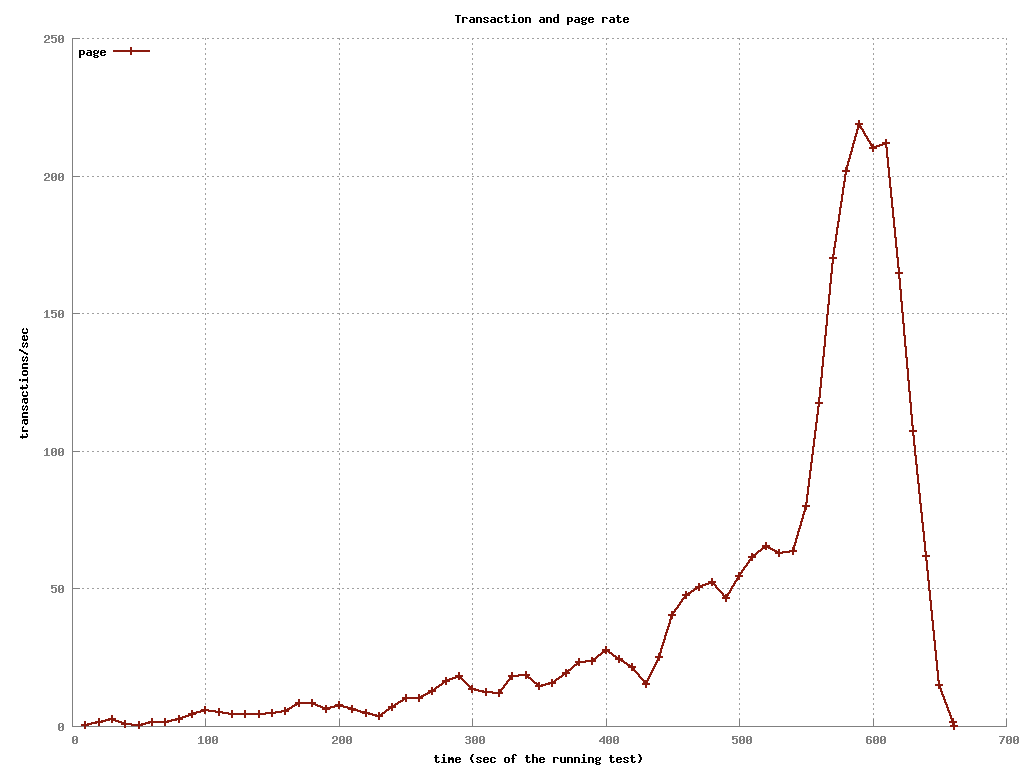 Transaction and page rate
250
page
200
150
transactions/sec
100
50
0
0 100 200 300 400 500 600 700
time (sec of the running test)